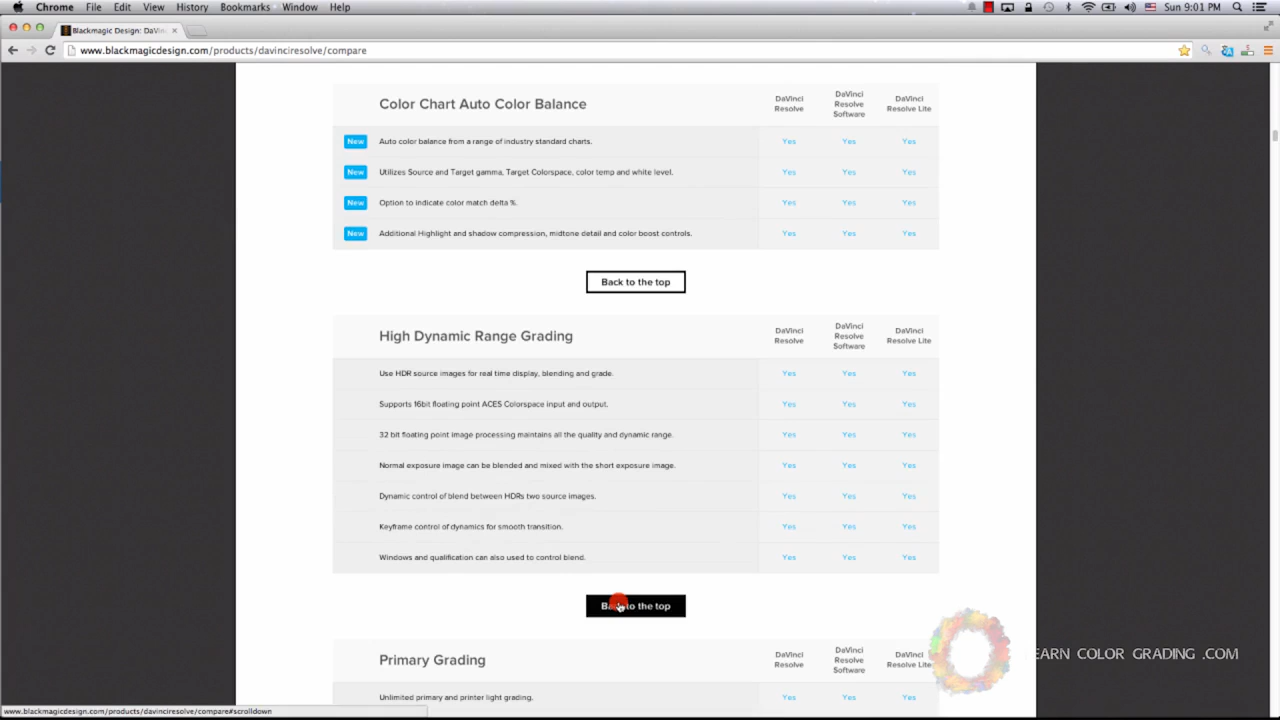 Chrome File Edit View History Bookmarks Window Help Sun 9:01 PM
Blackmagic Design: DaVin
www.blackmagicdesign.com/products/davinciresolve/compare
Color Chart Auto Color Balance
DaVinci Resolve
DaVinci Resolve Software
DaVinci Resolve Lite
New Auto color balance from a range of industry standard charts. Yes Yes Yes
New Utilizes Source and Target gamma, Target Colorspace, color temp and white level. Yes Yes Yes
New Option to indicate color match delta %. Yes Yes Yes
New Additional Highlight and shadow compression, midtone detail and color boost controls. Yes Yes Yes
Back to the top
High Dynamic Range Grading
DaVinci Resolve
DaVinci Resolve Software
DaVinci Resolve Lite
Use HDR source images for real time display, blending and grade. Yes Yes Yes
Supports 16bit floating point ACES Colorspace input and output. Yes Yes Yes
32 bit floating point image processing maintains all the quality and dynamic range. Yes Yes Yes
Normal exposure image can be blended and mixed with the short exposure image. Yes Yes Yes
Dynamic control of blend between HDRs two source images. Yes Yes Yes
Keyframe control of dynamics for smooth transition. Yes Yes Yes
Windows and qualification can also used to control blend. Yes Yes Yes
Back to the top
Primary Grading
DaVinci Resolve
DaVinci Resolve Software
DaVinci Resolve Lite
LEARN COLOR GRADING .COM
Unlimited primary and printer light grading. Yes Yes Yes
www.blackmagicdesign.com/products/davinciresolve/compare#scrolldown